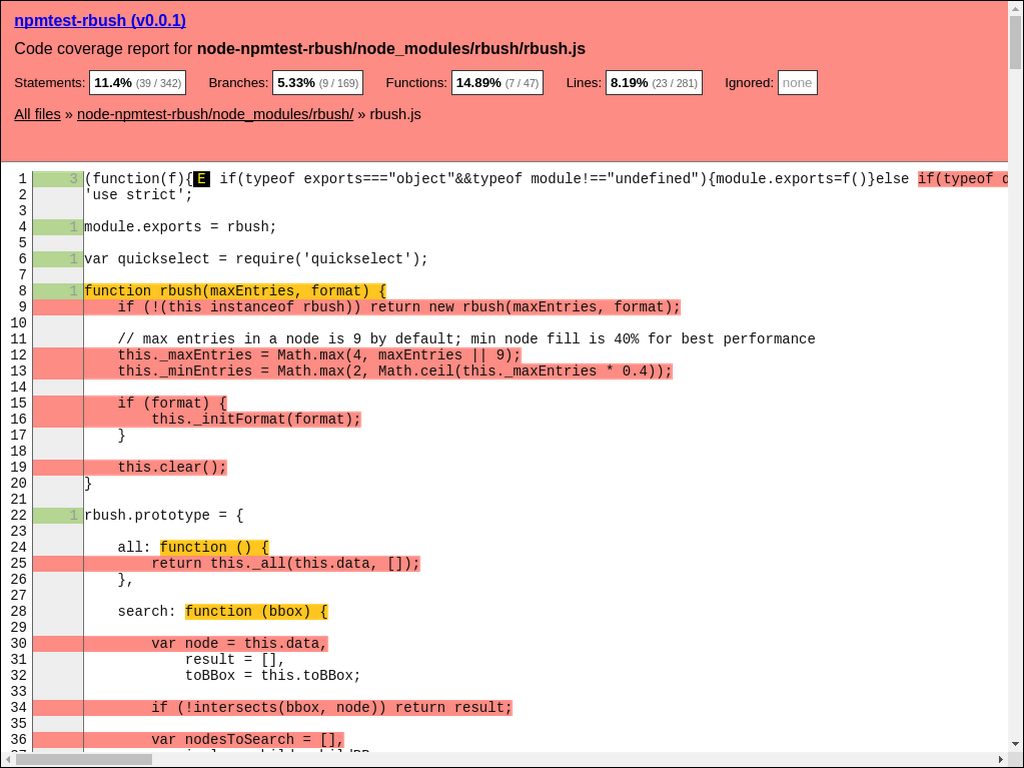 npmtest-rbush (v0.0.1)
Code coverage report for node-npmtest-rbush/node_modules/rbush/rbush.js
Statements: 11.4% (39 / 342) Branches: 5.33% (9 / 169) Functions: 14.89% (7 / 47) Lines: 8.19% (23 / 281) Ignored: none
All files » node-npmtest-rbush/node_modules/rbush/ » rbush.js
1 3 (function(f){ E if(typeof exports==="object"&&typeof module!=="undefined"){module.exports=f()}else if(typeof
2 'use strict';
3
4 1 module.exports = rbush;
5
6 1 var quickselect = require('quickselect');
7
8 1 function rbush(maxEntries, format) {
9 if (!(this instanceof rbush)) return new rbush(maxEntries, format);
10
11 // max entries in a node is 9 by default; min node fill is 40% for best performance
12 this._maxEntries = Math.max(4, maxEntries || 9);
13 this._minEntries = Math.max(2, Math.ceil(this._maxEntries * 0.4));
14
15 if (format) {
16 this._initFormat(format);
17 }
18
19 this.clear();
20 }
21
22 1 rbush.prototype = {
23
24 all: function () {
25 return this._all(this.data, []);
26 },
27
28 search: function (bbox) {
29
30 var node = this.data,
31 result = [],
32 toBBox = this.toBBox;
33
34 if (!intersects(bbox, node)) return result;
35
36 var nodesToSearch = [],